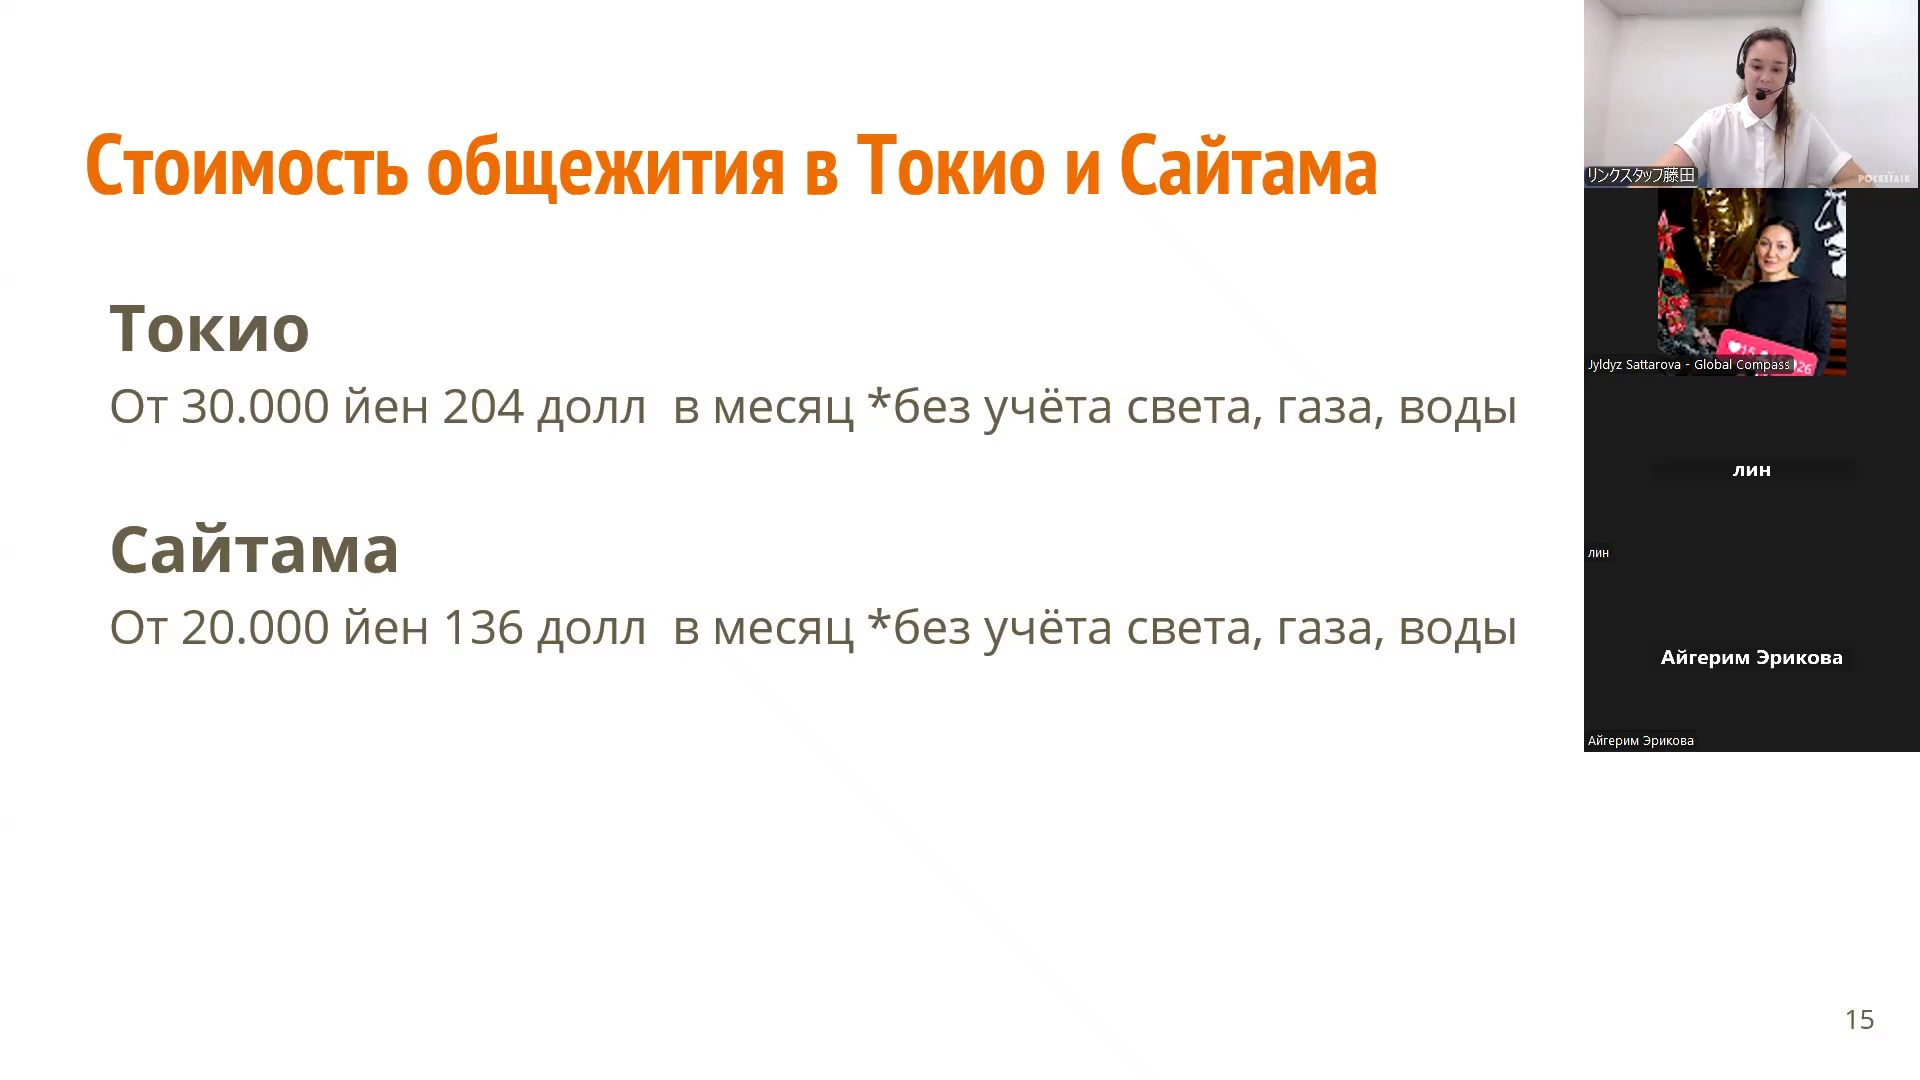 Стоимость общежития в Токио и Сайтама
Токио
От 30.000 йен 204 долл  в месяц *без учёта света, газа, воды
Сайтама
От 20.000 йен 136 долл  в месяц *без учёта света, газа, воды
15
リンクスタッフ藤田
POCKETALK
Jyldyz Sattarova - Global Compass
лин
лин
Айгерим Эрикова
Айгерим Эрикова